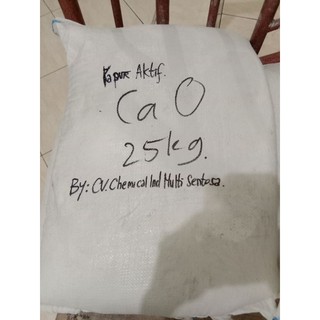 Kapur Aktif.
CaO
25kg.
By: CV. Chemical Ind Multi Sentosa.